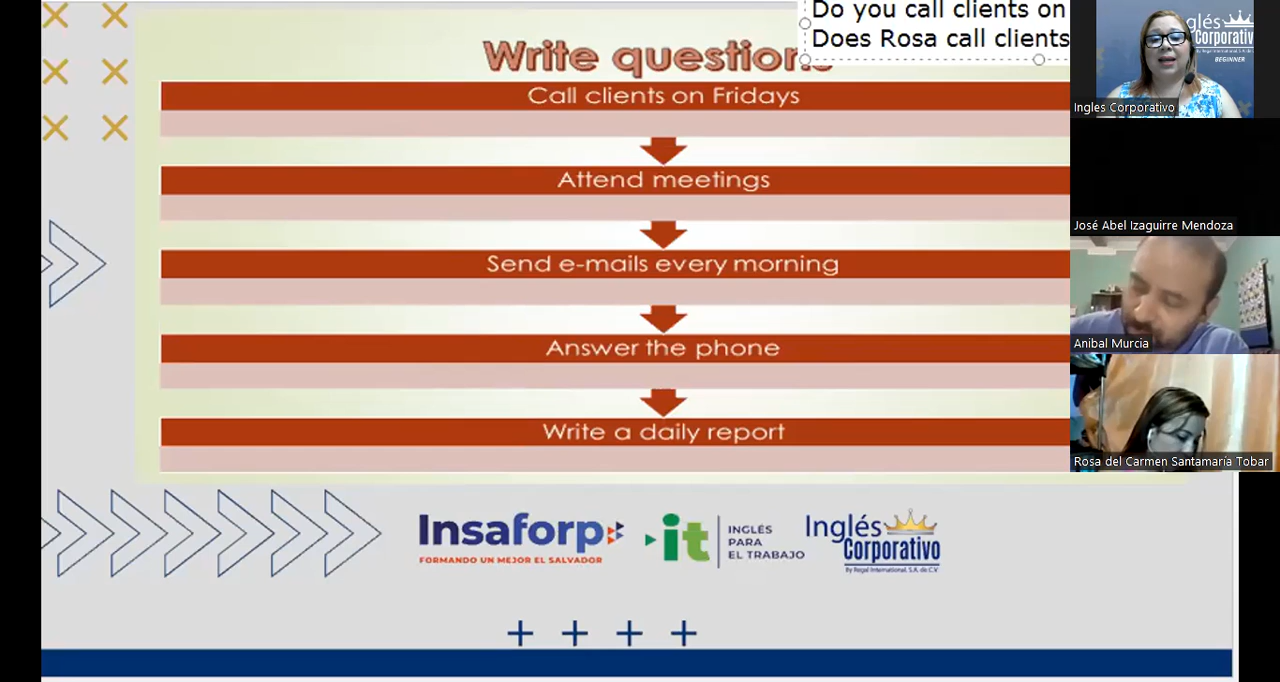 Do you call clients on
Does Rosa call clients
Write question
Call clients on Fridays
Attend meetings
Send e-mails every morning
Answer the phone
Write a daily report
Insaforp
FORMANDO UN MEJOR EL SALVADOR
it
INGLÉS
PARA
EL TRABAJO
Inglés
Corporativo
By Regal International, S.A. de C.V
glés
Corporativ
BEGINNER
Ingles Corporativo
José Abel Izaguirre Mendoza
Anibal Murcia
Rosa del Carmen Santamaría Tobar